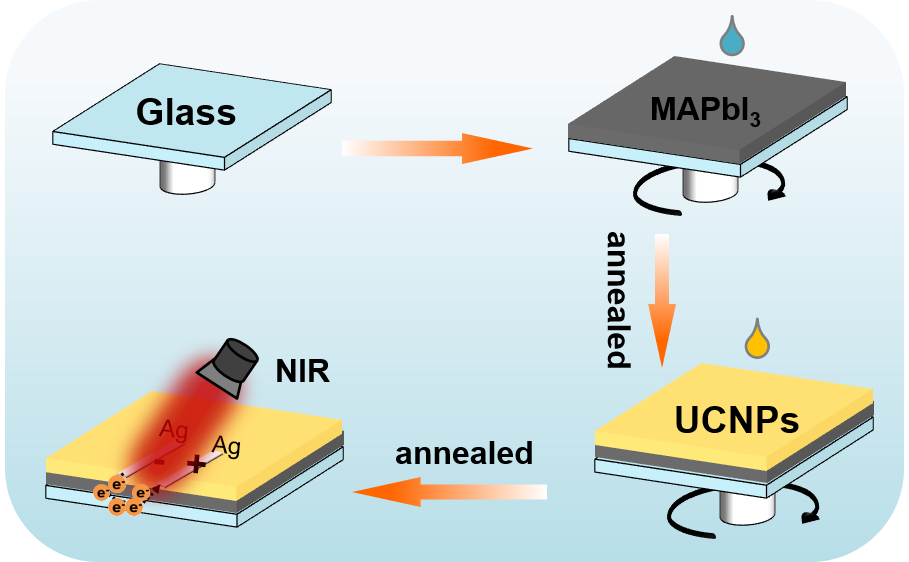 Glass
MAPbI₃
annealed
UCNPs
annealed
NIR
Ag
Ag
-
+
e⁻
e⁻
e⁻
e⁻
e⁻